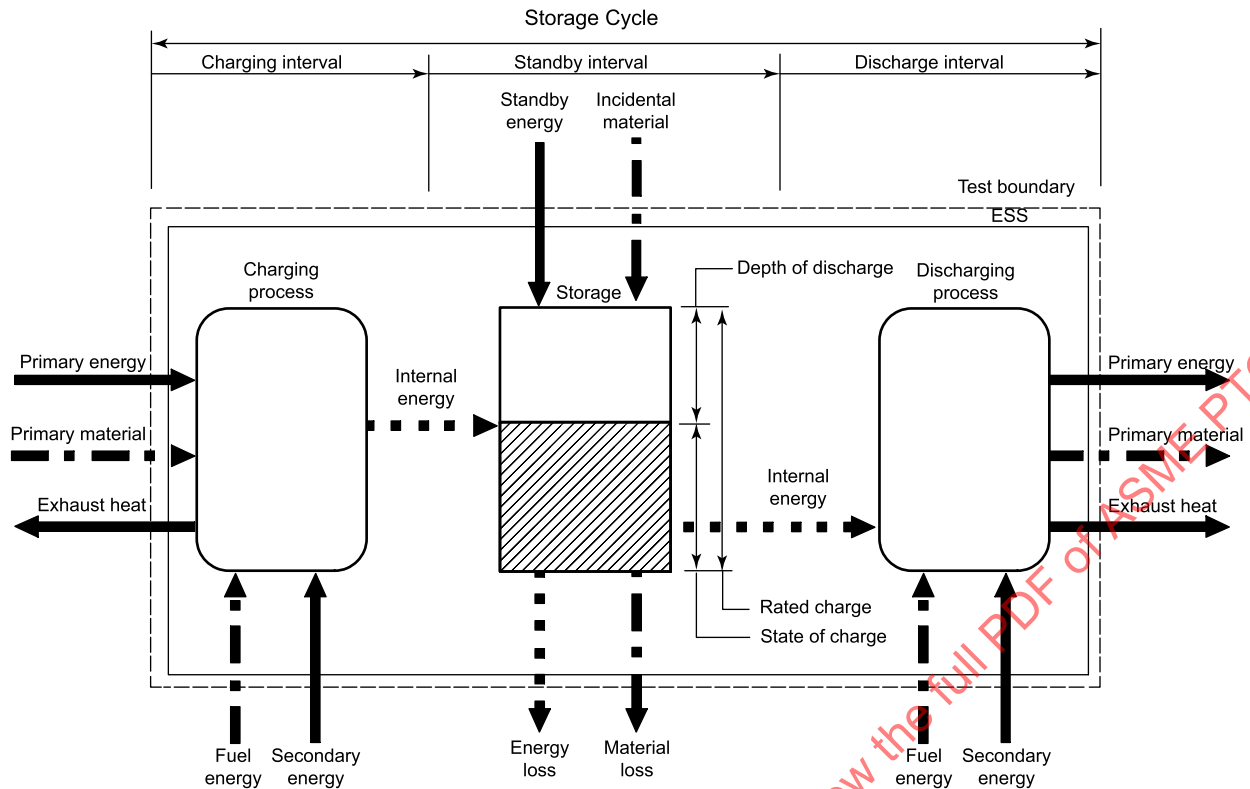 Storage Cycle
Charging interval
Standby interval
Discharge interval
Standby
energy
Incidental
material
Test boundary
ESS
Charging
process
Storage
Depth of discharge
Discharging
process
Primary energy
Internal
energy
Primary energy
Primary material
Primary material
Exhaust heat
Internal
energy
Exhaust heat
Rated charge
State of charge
Fuel
energy
Secondary
energy
Energy
loss
Material
loss
Fuel
energy
Secondary
energy
the full PDF of ASME PTC